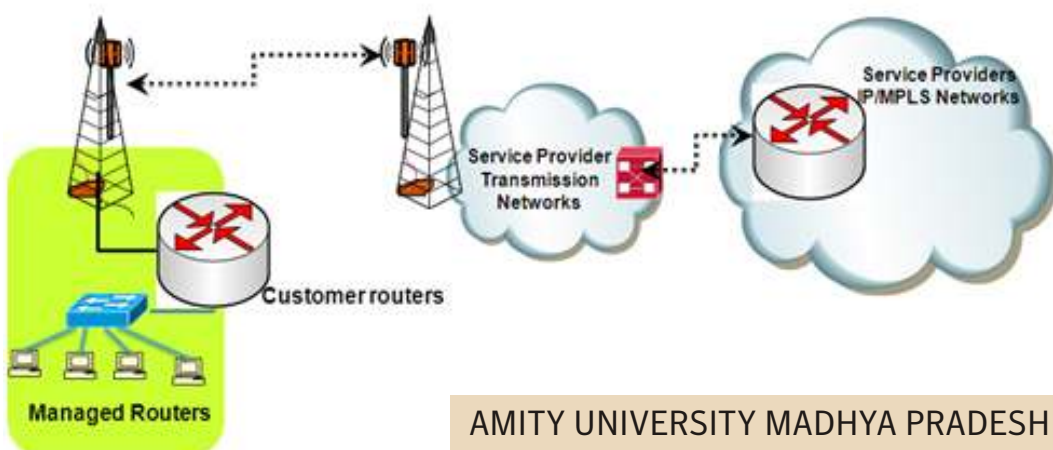 Service Providers
IP/MPLS Networks
Service Provider
Transmission
Networks
Customer routers
Managed Routers
AMITY UNIVERSITY MADHYA PRADESH